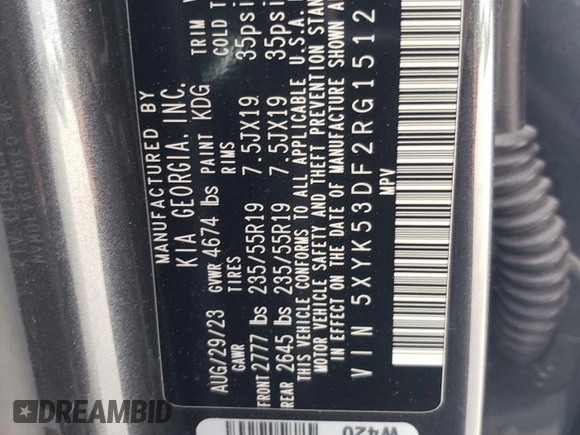 MANUFACTURED BY
KIA GEORGIA, INC.
AUG/29/23 GVWR 4674 lbs PAINT KDG TRIM
GAWR TIRES RIMS COLD T
FRONT 2777 lbs 235/55R19 7.5JX19 35psi
REAR 2645 lbs 235/55R19 7.5JX19 35psi
THIS VEHICLE CONFORMS TO ALL APPLICABLE U.S.A.
MOTOR VEHICLE SAFETY AND THEFT PREVENTION STAN
IN EFFECT ON THE DATE OF MANUFACTURE SHOWN A
VIN 5XYK53DF2RG1512
MPV
W420
DREAMBID